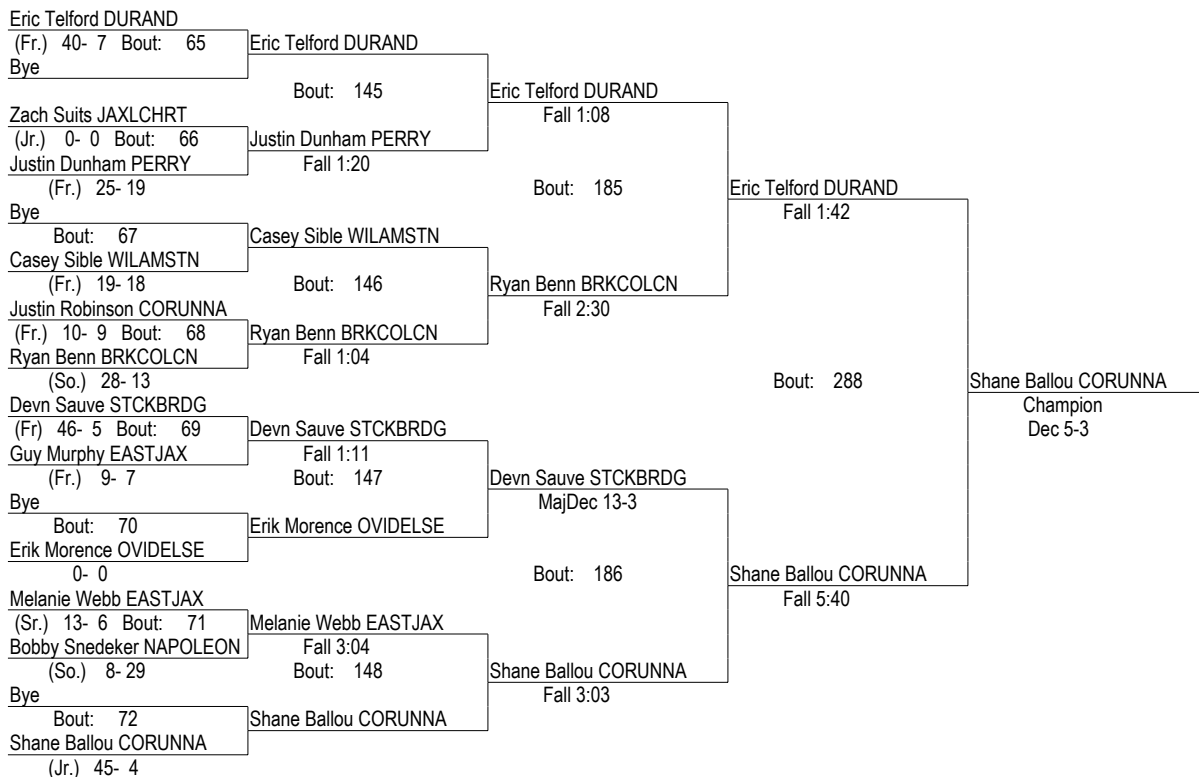 Eric Telford DURAND
(Fr.) 40- 7 Bout: 65
Eric Telford DURAND
Bye
Bout: 145
Eric Telford DURAND
Zach Suits JAXLCHRT
Fall 1:08
(Jr.) 0- 0 Bout: 66
Justin Dunham PERRY
Justin Dunham PERRY
Fall 1:20
(Fr.) 25- 19
Bout: 185
Eric Telford DURAND
Bye
Fall 1:42
Bout: 67
Casey Sible WILAMSTN
Casey Sible WILAMSTN
(Fr.) 19- 18
Bout: 146
Ryan Benn BRKCOLCN
Justin Robinson CORUNNA
Fall 2:30
(Fr.) 10- 9 Bout: 68
Ryan Benn BRKCOLCN
Ryan Benn BRKCOLCN
Fall 1:04
(So.) 28- 13
Bout: 288
Shane Ballou CORUNNA
Devn Sauve STCKBRDG
Champion
(Fr) 46- 5 Bout: 69
Devn Sauve STCKBRDG
Dec 5-3
Guy Murphy EASTJAX
Fall 1:11
(Fr.) 9- 7
Bout: 147
Devn Sauve STCKBRDG
Bye
MajDec 13-3
Bout: 70
Erik Morence OVIDELSE
Erik Morence OVIDELSE
0- 0
Bout: 186
Shane Ballou CORUNNA
Melanie Webb EASTJAX
Fall 5:40
(Sr.) 13- 6 Bout: 71
Melanie Webb EASTJAX
Bobby Snedeker NAPOLEON
Fall 3:04
(So.) 8- 29
Bout: 148
Shane Ballou CORUNNA
Bye
Fall 3:03
Bout: 72
Shane Ballou CORUNNA
Shane Ballou CORUNNA
(Jr.) 45- 4